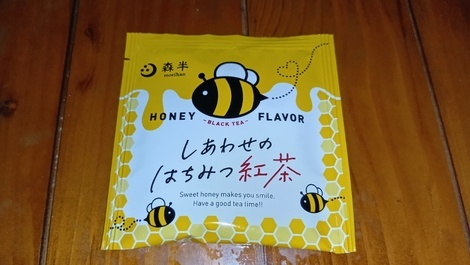 森半
morihan
HONEY FLAVOR
~BLACK TEA~
しあわせの
はちみつ紅茶
Sweet honey makes you smile.
Have a good tea time!!